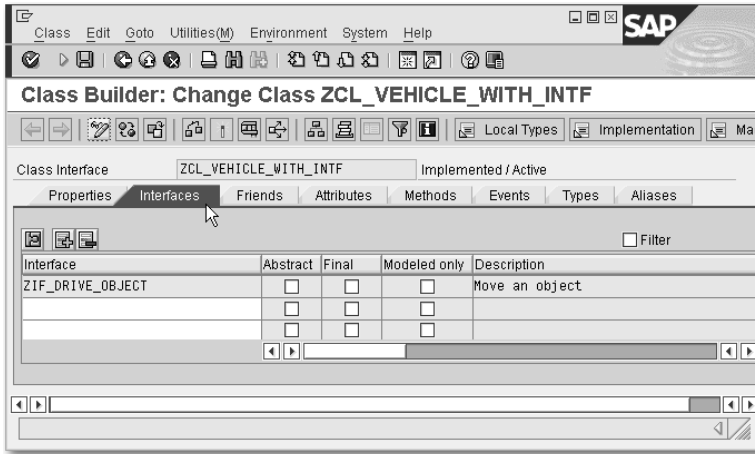 Class Edit Goto Utilities(M) Environment System Help
SAP
Class Builder: Change Class ZCL_VEHICLE_WITH_INTF
Local Types Implementation Ma
Class Interface ZCL_VEHICLE_WITH_INTF Implemented / Active
Properties Interfaces Friends Attributes Methods Events Types Aliases
Filter
Interface Abstract Final Modeled only Description
ZIF_DRIVE_OBJECT Move an object